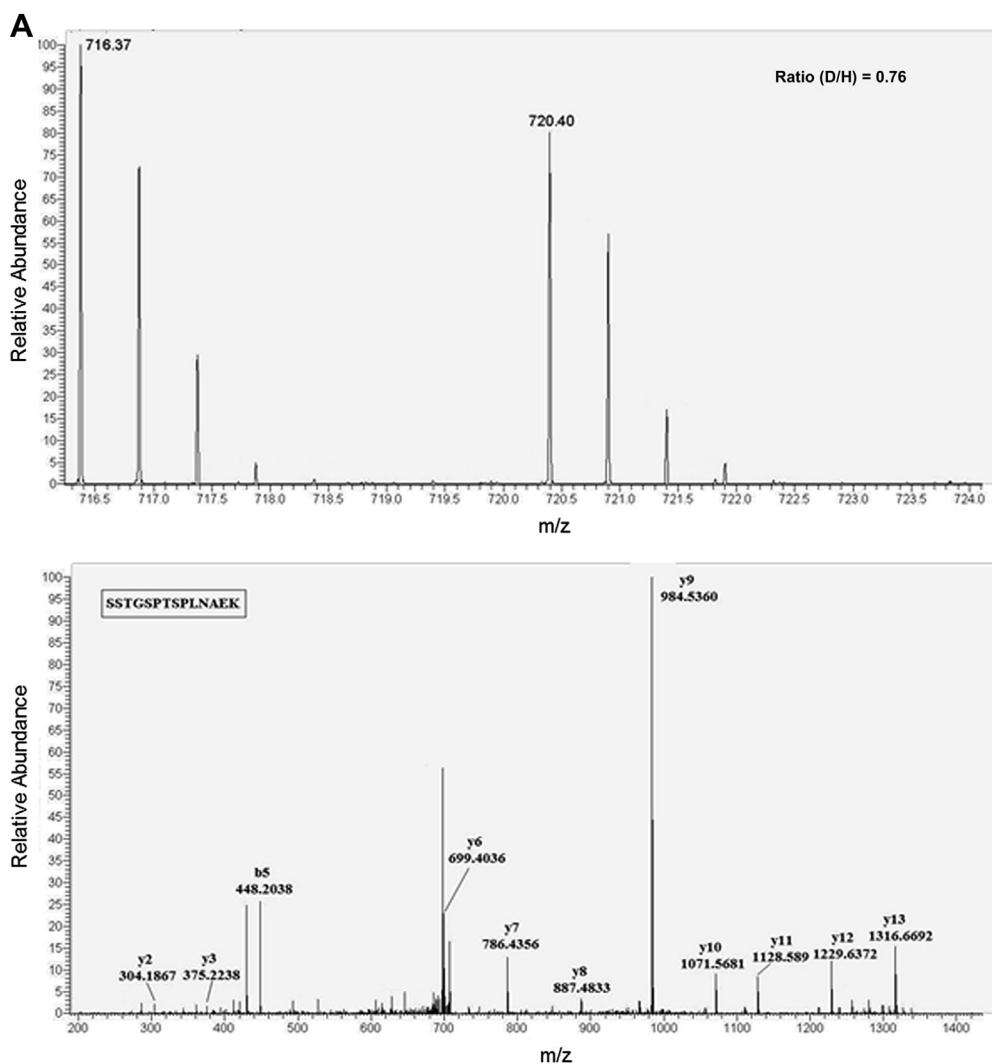 A
716.37
Ratio (D/H) = 0.76
720.40
100
95
90
85
80
75
70
65
60
55
50
45
40
35
30
25
20
15
10
5
0
Relative Abundance
716.5 717.0 717.5 718.0 718.5 719.0 719.5 720.0 720.5 721.0 721.5 722.0 722.5 723.0 723.5 724.0
m/z
SSTGSPTSPLNAEK
y9
984.5360
y6
699.4036
b5
448.2038
y7
786.4356
y13
1316.6692
y12
1229.6372
y11
1128.589
y10
1071.5681
y8
887.4833
y3
375.2238
y2
304.1867
100
95
90
85
80
75
70
65
60
55
50
45
40
35
30
25
20
15
10
5
0
Relative Abundance
200 300 400 500 600 700 800 900 1000 1100 1200 1300 1400
m/z